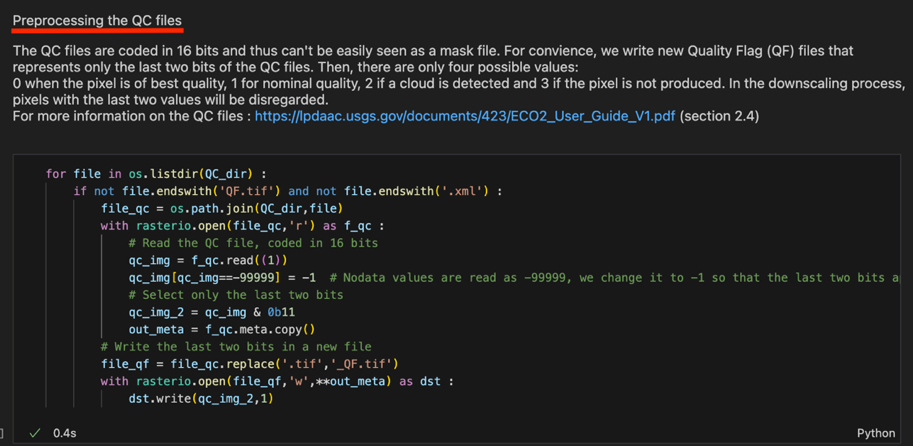 Preprocessing the QC files
The QC files are coded in 16 bits and thus can't be easily seen as a mask file. For convience, we write new Quality Flag (QF) files that
represents only the last two bits of the QC files. Then, there are only four possible values:
0 when the pixel is of best quality, 1 for nominal quality, 2 if a cloud is detected and 3 if the pixel is not produced. In the downscaling process,
pixels with the last two values will be disregarded.
For more information on the QC files : https://lpdaac.usgs.gov/documents/423/ECO2_User_Guide_V1.pdf (section 2.4)
for file in os.listdir(QC_dir) :
if not file.endswith('QF.tif') and not file.endswith('.xml') :
file_qc = os.path.join(QC_dir,file)
with rasterio.open(file_qc,'r') as f_qc :
# Read the QC file, coded in 16 bits
qc_img = f_qc.read((1))
qc_img[qc_img==-99999] = -1 # Nodata values are read as -99999, we change it to -1 so that the last two bits
# Select only the last two bits
qc_img_2 = qc_img & 0b11
out_meta = f_qc.meta.copy()
# Write the last two bits in a new file
file_qf = file_qc.replace('.tif','_QF.tif')
with rasterio.open(file_qf,'w',**out_meta) as dst :
dst.write(qc_img_2,1)
0.4s
Python